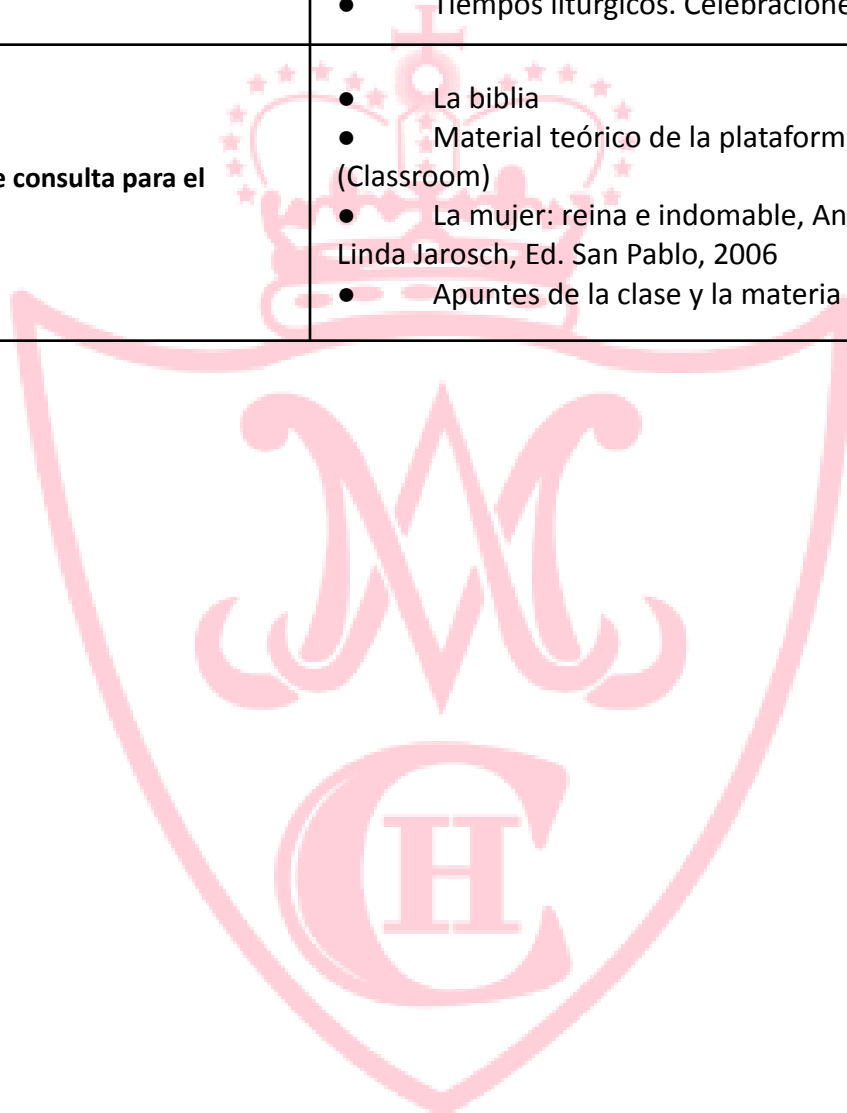 ● Tiempos litúrgicos. Celebracione
● La biblia
● Material teórico de la plataform
(Classroom)
e consulta para el
● La mujer: reina e indomable, An
Linda Jarosch, Ed. San Pablo, 2006
● Apuntes de la clase y la materia
M
CH